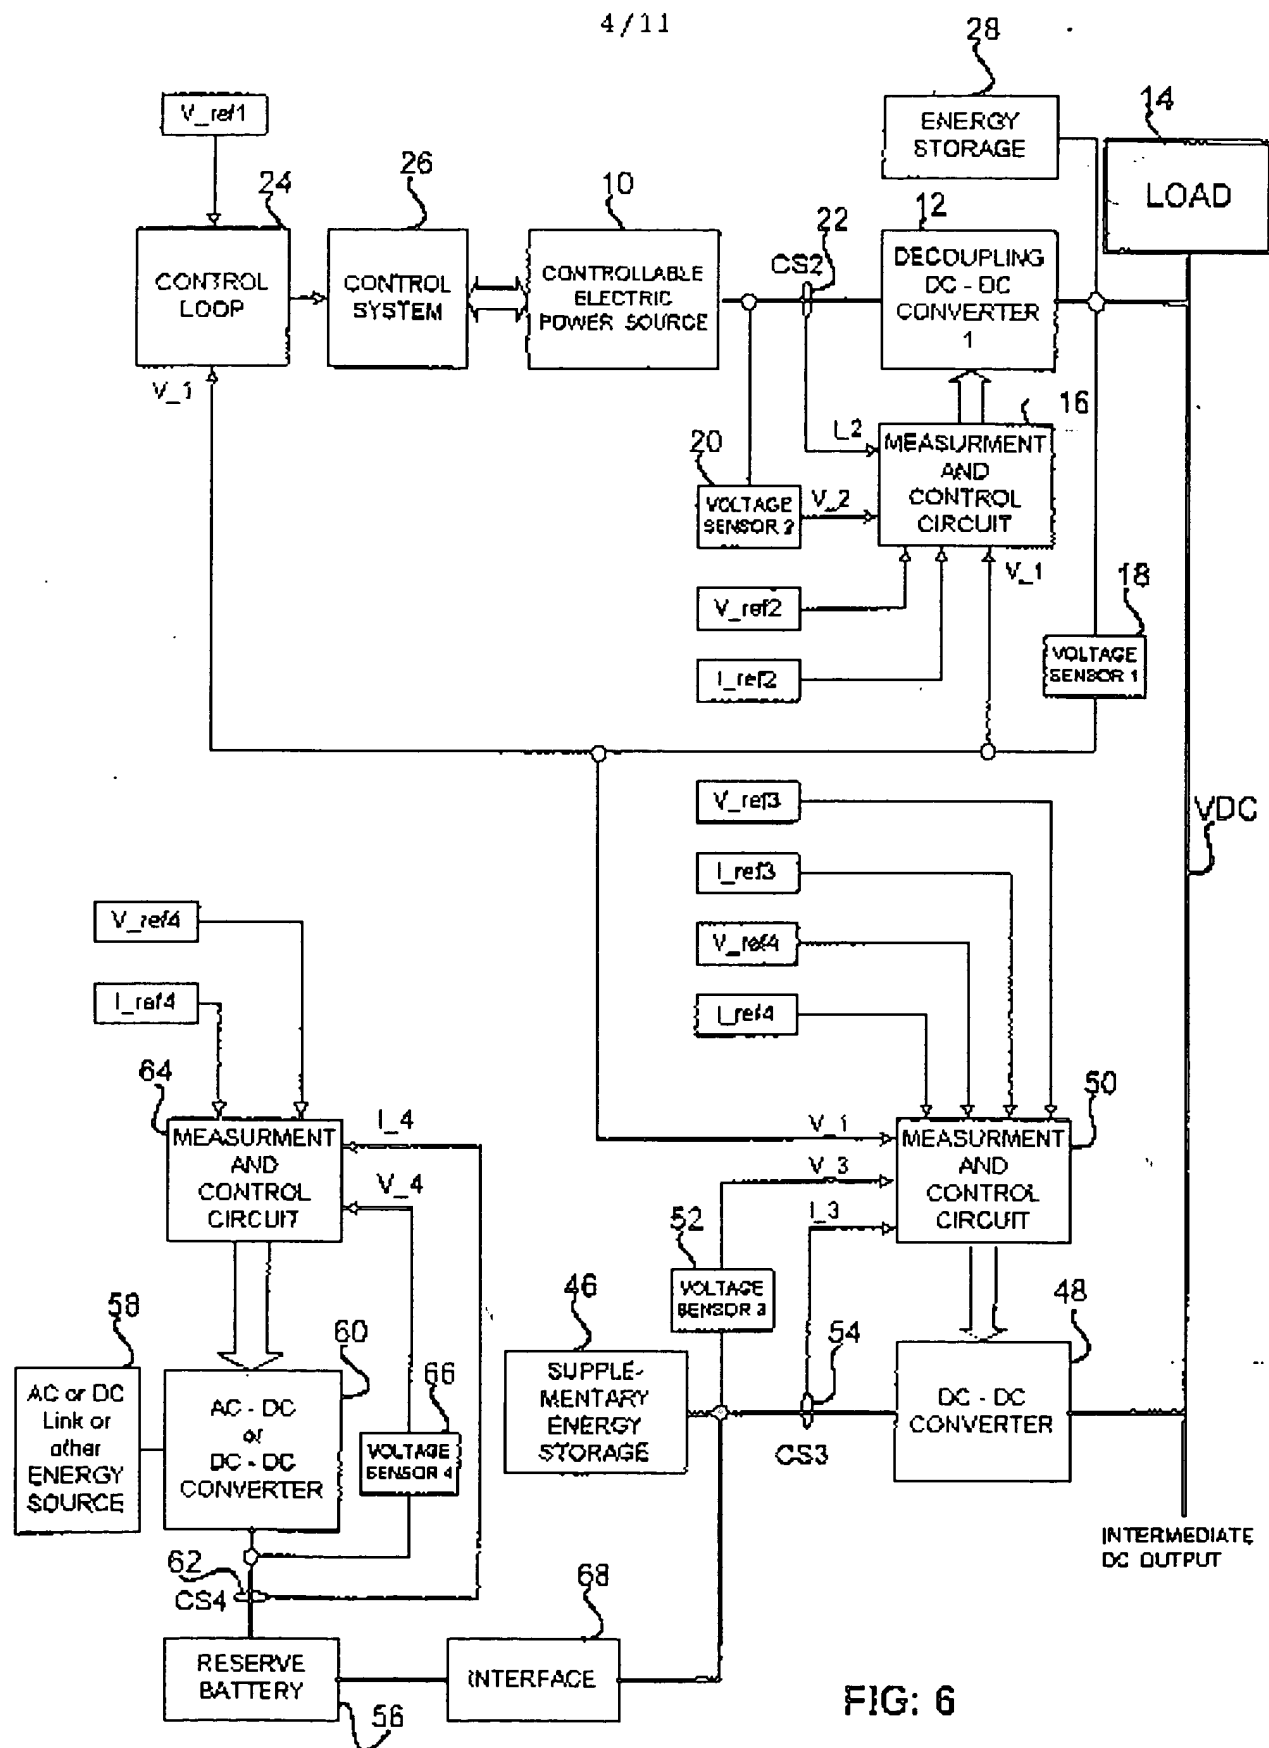 4/11
28
V_ref1
ENERGY
STORAGE
14
LOAD
24
26
10
22
12
CONTROL
LOOP
CONTROL
SYSTEM
CONTROLLABLE
ELECTRIC
POWER SOURCE
CS2
DECOUPLING
DC - DC
CONVERTER
1
V_1
16
I_2
MEASURMENT
AND
CONTROL
CIRCUIT
20
VOLTAGE
SENSOR 2
V_2
V_1
18
V_ref2
VOLTAGE
SENSOR 1
I_ref2
V_ref3
VDC
I_ref3
V_ref4
V_ref4
I_ref4
I_ref4
64
50
MEASURMENT
AND
CONTROL
CIRCUIT
I_4
V_4
V_1
V_3
I_3
MEASURMENT
AND
CONTROL
CIRCUIT
52
VOLTAGE
SENSOR 3
58
60
46
48
54
66
AC or DC
Link or
other
ENERGY
SOURCE
AC - DC
or
DC - DC
CONVERTER
VOLTAGE
SENSOR 4
SUPPLE-
MENTARY
ENERGY
STORAGE
DC - DC
CONVERTER
CS3
INTERMEDIATE
DC OUTPUT
62
CS4
68
RESERVE
BATTERY
INTERFACE
56
FIG: 6